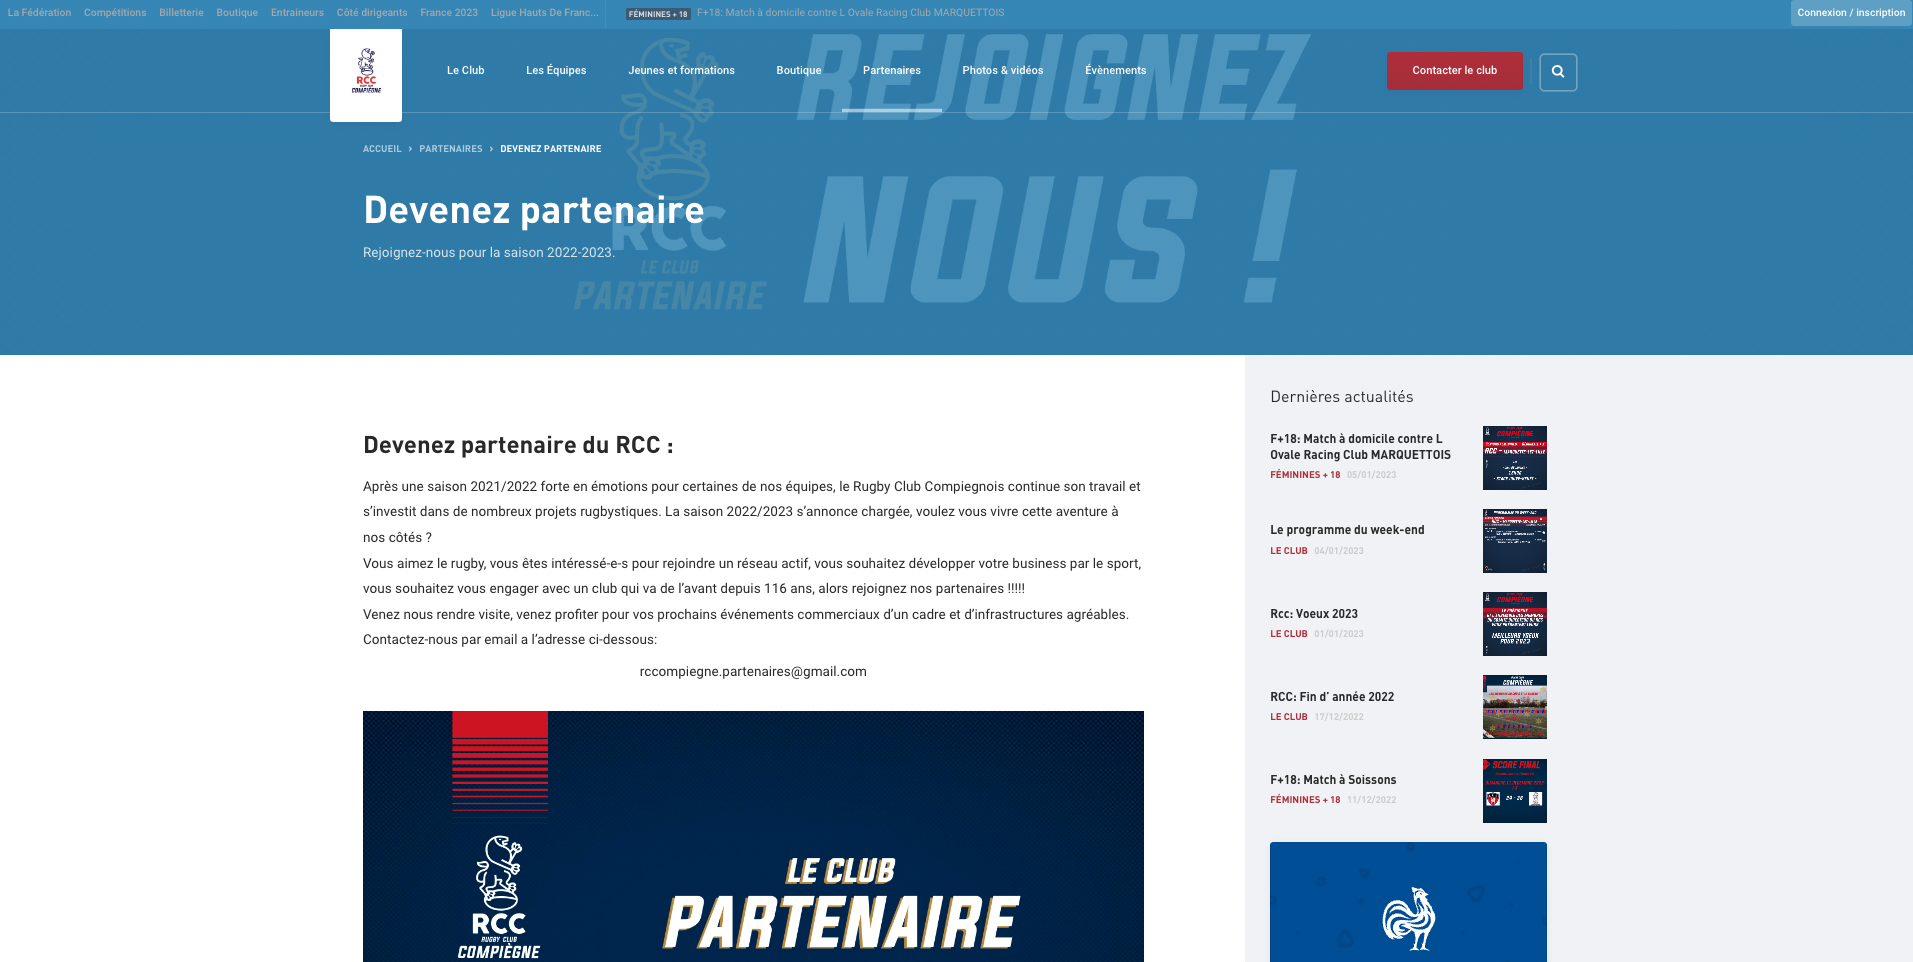 La Fédération Compétitions Billetterie Boutique Entraineurs Côté dirigeants France 2023 Ligue Hauts De Franc... FÉMININES + 18 F+18: Match à domicile contre L Ovale Racing Club MARQUETTOIS Connexion / inscription
RCC
COMPIÈGNE
Le Club Les Équipes Jeunes et formations Boutique Partenaires Photos & vidéos Évènements Contacter le club
REJOIGNEZ
NOUS !
ACCUEIL › PARTENAIRES › DEVENEZ PARTENAIRE
Devenez partenaire
Rejoignez-nous pour la saison 2022-2023.
RCC
LE CLUB
PARTENAIRE
Devenez partenaire du RCC :
Après une saison 2021/2022 forte en émotions pour certaines de nos équipes, le Rugby Club Compiegnois continue son travail et
s’investit dans de nombreux projets rugbystiques. La saison 2022/2023 s’annonce chargée, voulez vous vivre cette aventure à
nos côtés ?
Vous aimez le rugby, vous êtes intéressé-e-s pour rejoindre un réseau actif, vous souhaitez développer votre business par le sport,
vous souhaitez vous engager avec un club qui va de l’avant depuis 116 ans, alors rejoignez nos partenaires !!!!!
Venez nous rendre visite, venez profiter pour vos prochains événements commerciaux d’un cadre et d’infrastructures agréables.
Contactez-nous par email a l’adresse ci-dessous:
rccompiegne.partenaires@gmail.com
RCC
RUGBY CLUB
COMPIÈGNE
LE CLUB
PARTENAIRE
Dernières actualités
F+18: Match à domicile contre L
Ovale Racing Club MARQUETTOIS
FÉMININES + 18 05/01/2023
Le programme du week-end
LE CLUB 04/01/2023
Rcc: Voeux 2023
LE CLUB 01/01/2023
MEILLEURS VOEUX
POUR 2023
RCC: Fin d’ année 2022
LE CLUB 17/12/2022
COMPIÈGNE
F+18: Match à Soissons
FÉMININES + 18 11/12/2022
SCORE FINAL